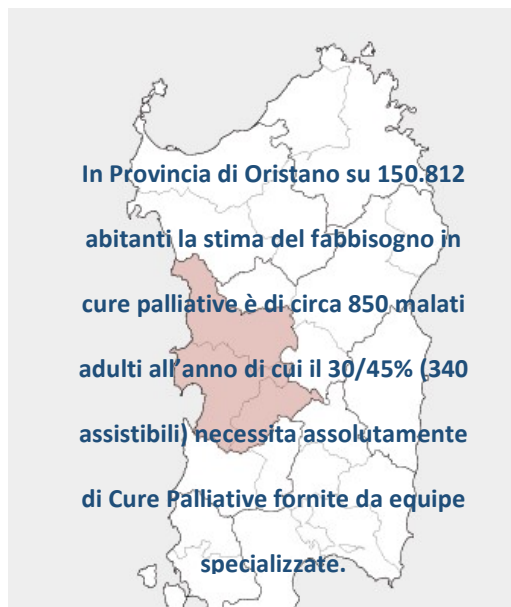 In Provincia di Oristano su 150.812
abitanti la stima del fabbisogno in
cure palliative è di circa 850 malati
adulti all'anno di cui il 30/45% (340
assistibili) necessita assolutamente
di Cure Palliative fornite da equipe
specializzate.